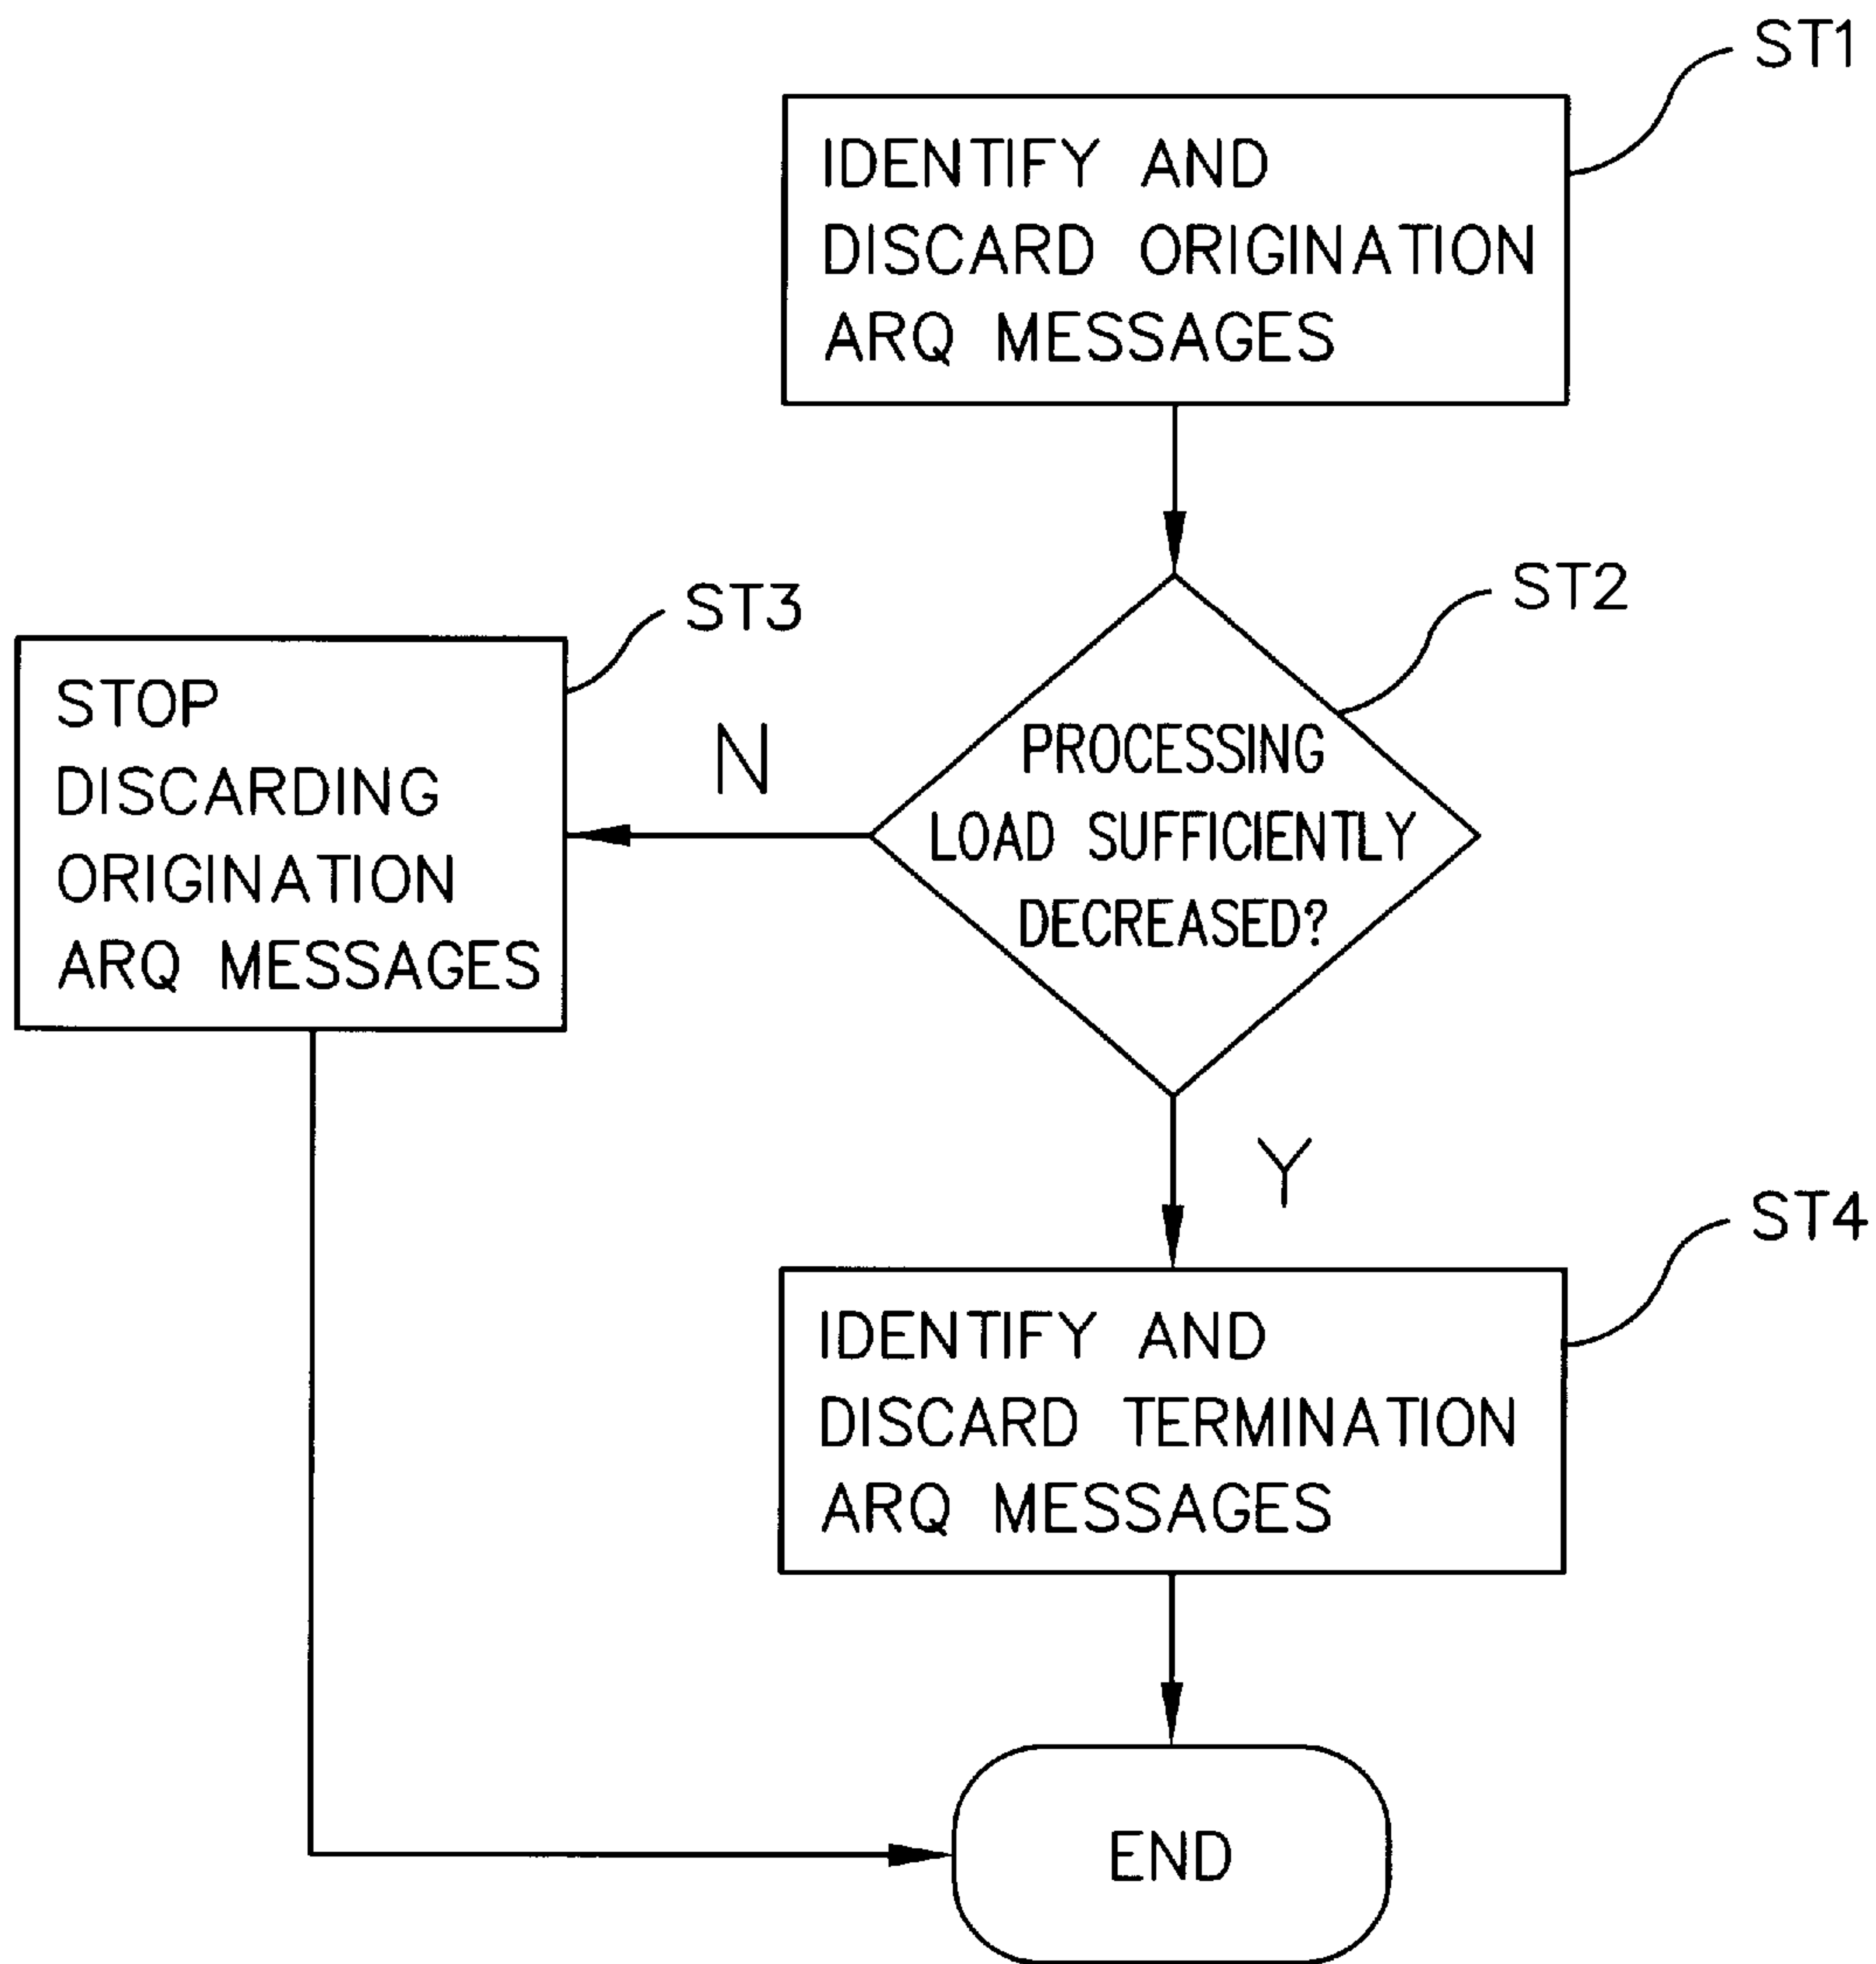 ST1
IDENTIFY AND
DISCARD ORIGINATION
ARQ MESSAGES
ST2
PROCESSING
LOAD SUFFICIENTLY
DECREASED?
N
ST3
STOP
DISCARDING
ORIGINATION
ARQ MESSAGES
Y
ST4
IDENTIFY AND
DISCARD TERMINATION
ARQ MESSAGES
END